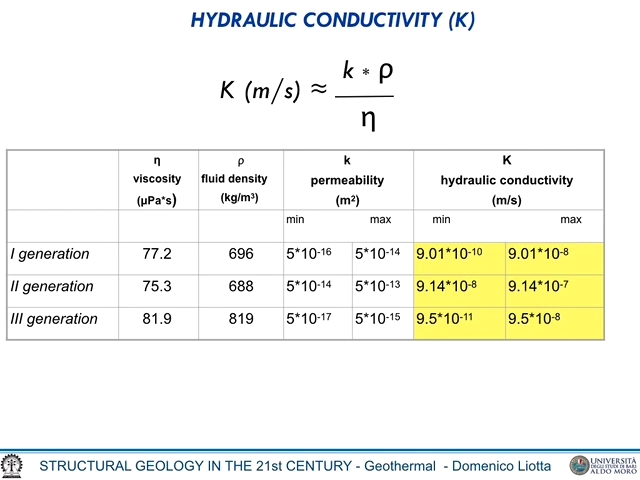 HYDRAULIC CONDUCTIVITY (K)
K (m/s) ≈ k * ρ / η
η viscosity (µPa*s) ρ fluid density (kg/m³) k permeability (m²) K hydraulic conductivity (m/s)
min max min max
I generation 77.2 696 5*10⁻¹⁶ 5*10⁻¹⁴ 9.01*10⁻¹⁰ 9.01*10⁻⁸
II generation 75.3 688 5*10⁻¹⁴ 5*10⁻¹³ 9.14*10⁻⁸ 9.14*10⁻⁷
III generation 81.9 819 5*10⁻¹⁷ 5*10⁻¹⁵ 9.5*10⁻¹¹ 9.5*10⁻⁸
STRUCTURAL GEOLOGY IN THE 21st CENTURY - Geothermal - Domenico Liotta
UNIVERSITÀ
DEGLI STUDI DI BARI
ALDO MORO